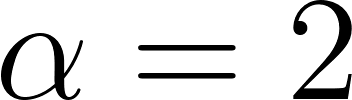 α = 2